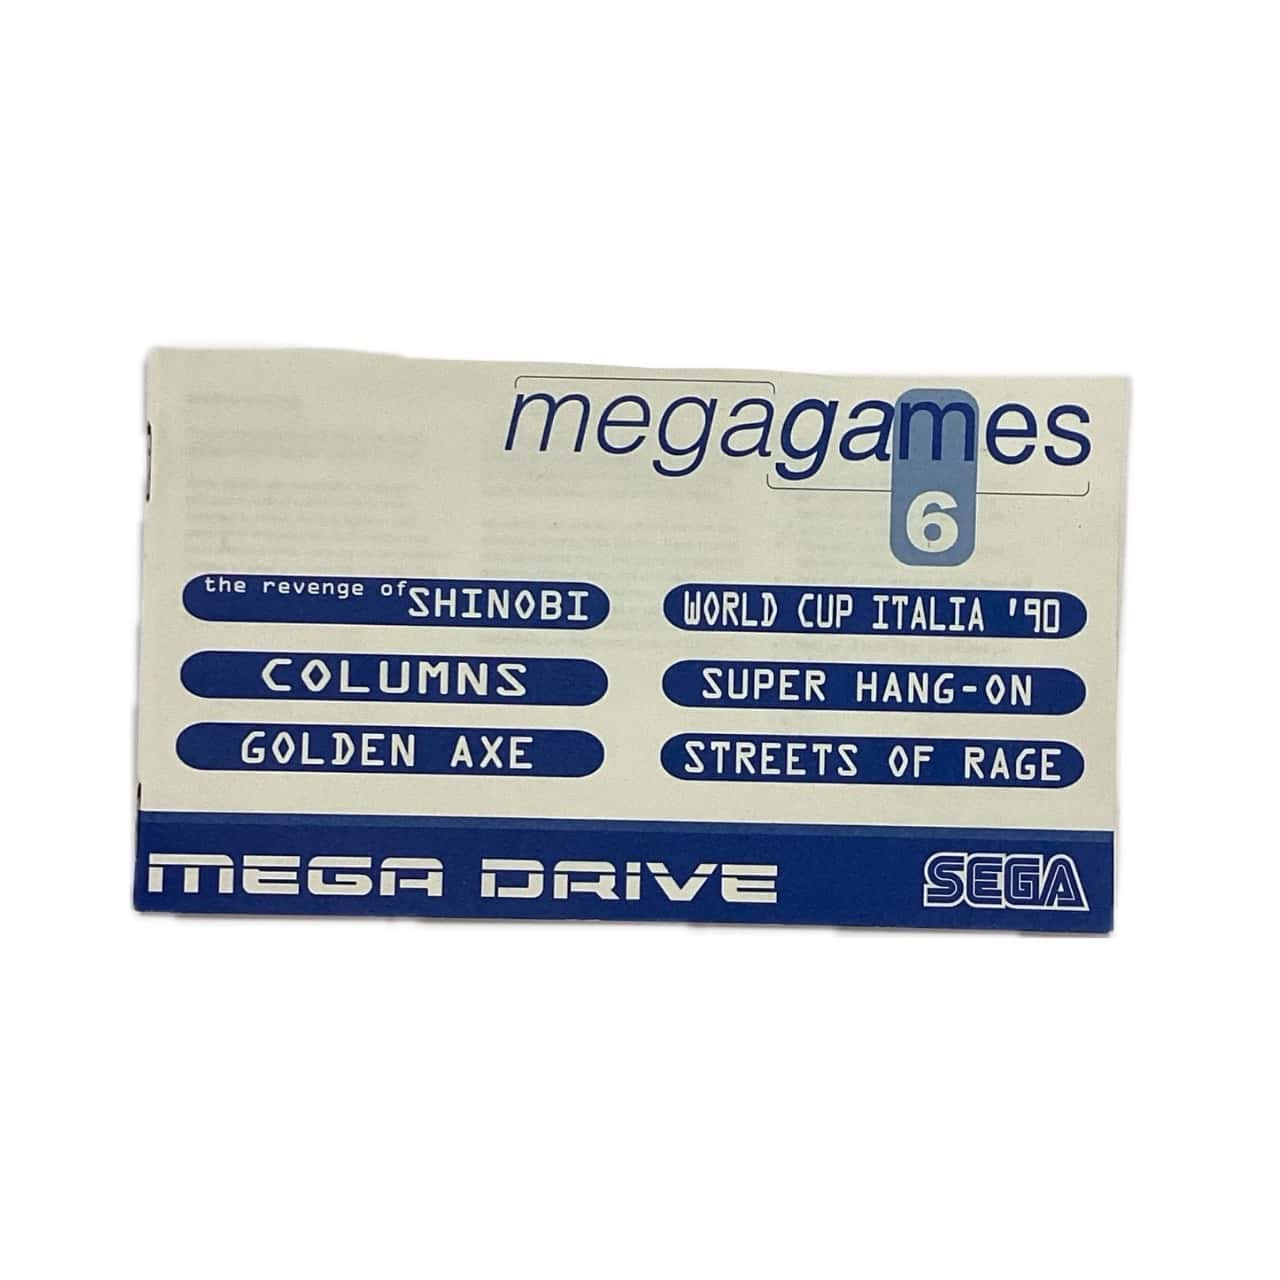 megagames
6
the revenge of SHINOBI
COLUMNS
GOLDEN AXE
WORLD CUP ITALIA '90
SUPER HANG-ON
STREETS OF RAGE
MEGA DRIVE
SEGA